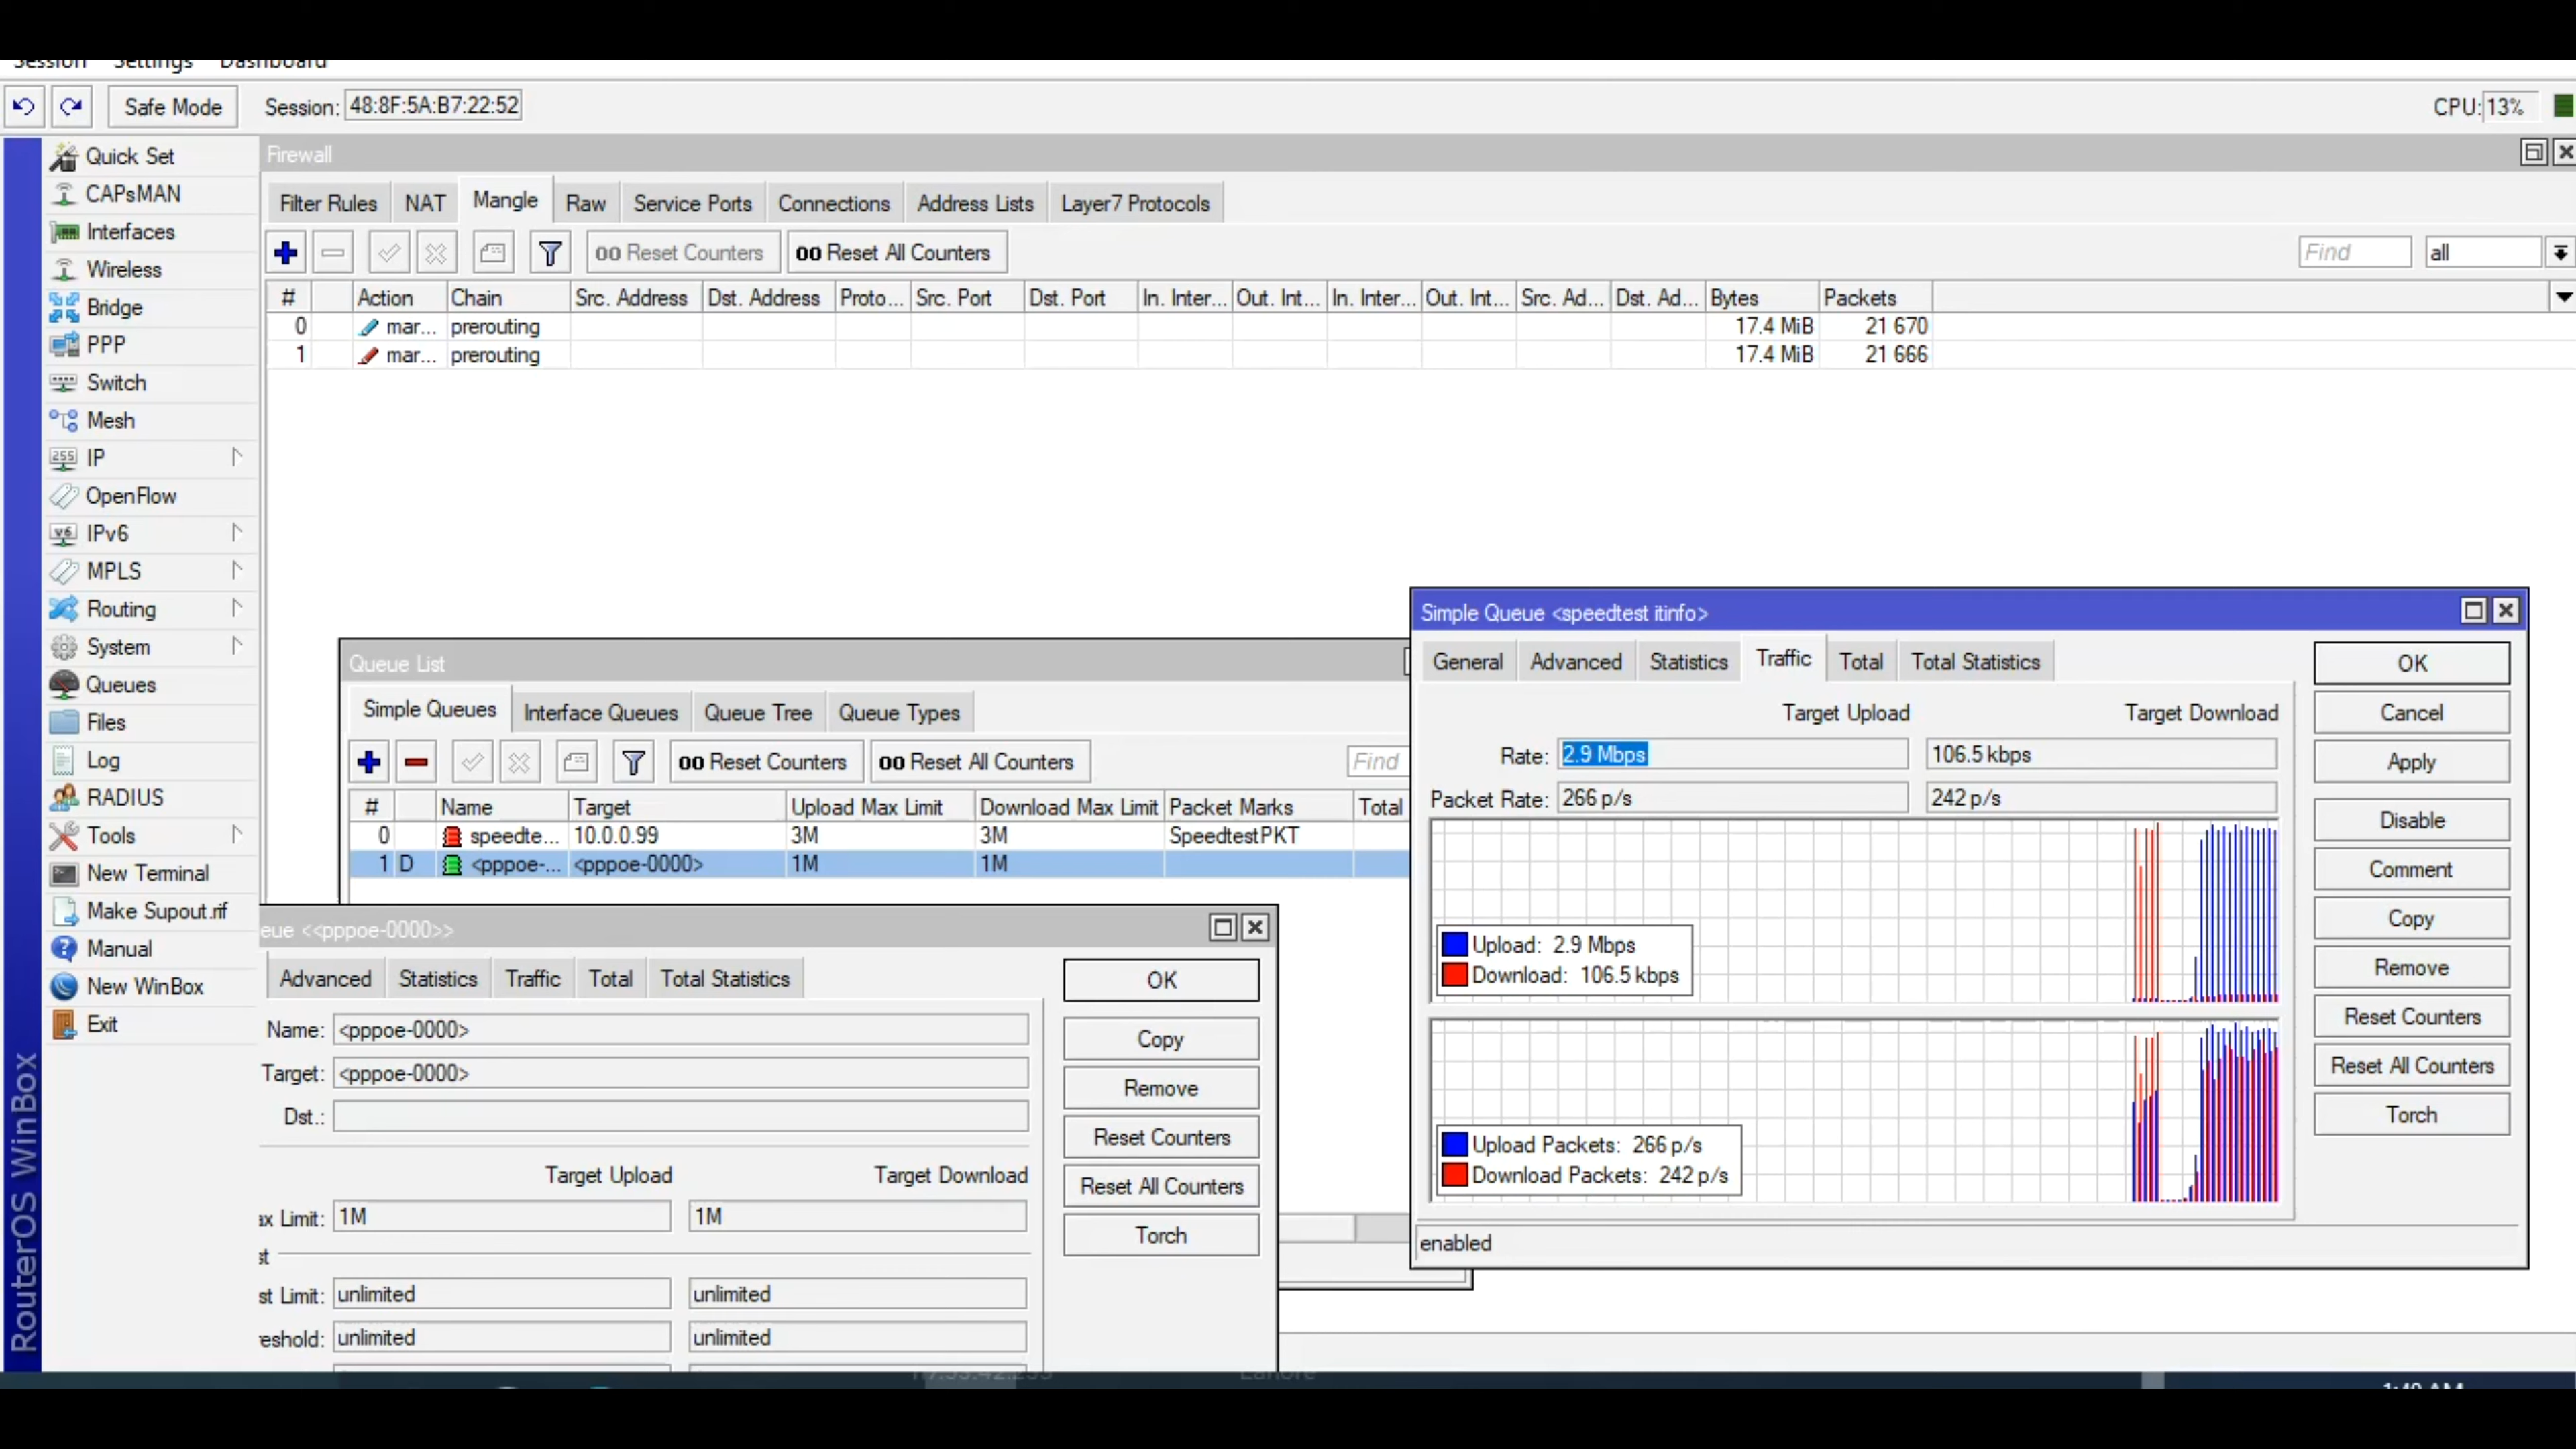 Session Settings Dashboard
Safe Mode Session: 48:8F:5A:B7:22:52 CPU: 13%
Quick Set
CAPsMAN
Interfaces
Wireless
Bridge
PPP
Switch
Mesh
255 IP
OpenFlow
v6 IPv6
MPLS
Routing
System
Queues
Files
Log
RADIUS
Tools
New Terminal
Make Supout.rif
Manual
New WinBox
Exit
RouterOS WinBox
Firewall
Filter Rules NAT Mangle Raw Service Ports Connections Address Lists Layer7 Protocols
00 Reset Counters 00 Reset All Counters Find all
# Action Chain Src. Address Dst. Address Proto... Src. Port Dst. Port In. Inter... Out. Int... In. Inter... Out. Int... Src. Ad... Dst. Ad... Bytes Packets
0 mar... prerouting 17.4 MiB 21 670
1 mar... prerouting 17.4 MiB 21 666
Queue List
Simple Queues Interface Queues Queue Tree Queue Types
00 Reset Counters 00 Reset All Counters Find
# Name Target Upload Max Limit Download Max Limit Packet Marks Total
0 speedte... 10.0.0.99 3M 3M SpeedtestPKT
1 D <pppoe-... <pppoe-0000> 1M 1M
eue <<pppoe-0000>>
Advanced Statistics Traffic Total Total Statistics
Name: <pppoe-0000>
Target: <pppoe-0000>
Dst.:
Target Upload Target Download
ax Limit: 1M 1M
st
st Limit: unlimited unlimited
reshold: unlimited unlimited
OK
Copy
Remove
Reset Counters
Reset All Counters
Torch
Simple Queue <speedtest itinfo>
General Advanced Statistics Traffic Total Total Statistics
Target Upload Target Download
Rate: 2.9 Mbps 106.5 kbps
Packet Rate: 266 p/s 242 p/s
Upload: 2.9 Mbps
Download: 106.5 kbps
Upload Packets: 266 p/s
Download Packets: 242 p/s
enabled
OK
Cancel
Apply
Disable
Comment
Copy
Remove
Reset Counters
Reset All Counters
Torch